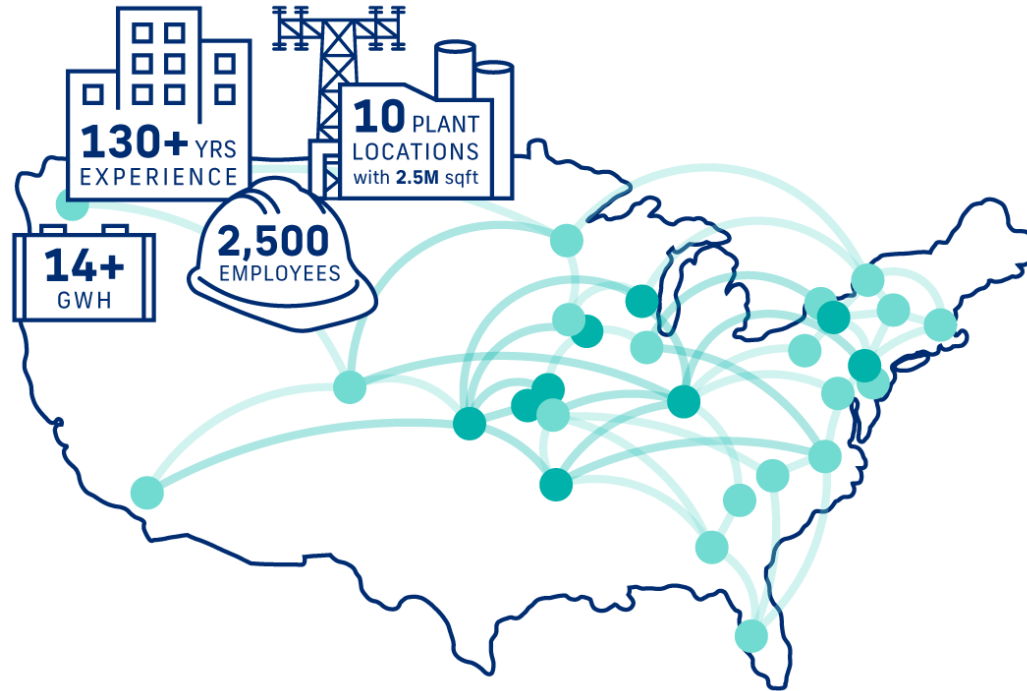 130+ YRS
EXPERIENCE
10 PLANT
LOCATIONS
with 2.5M sqft
14+
GWH
2,500
EMPLOYEES